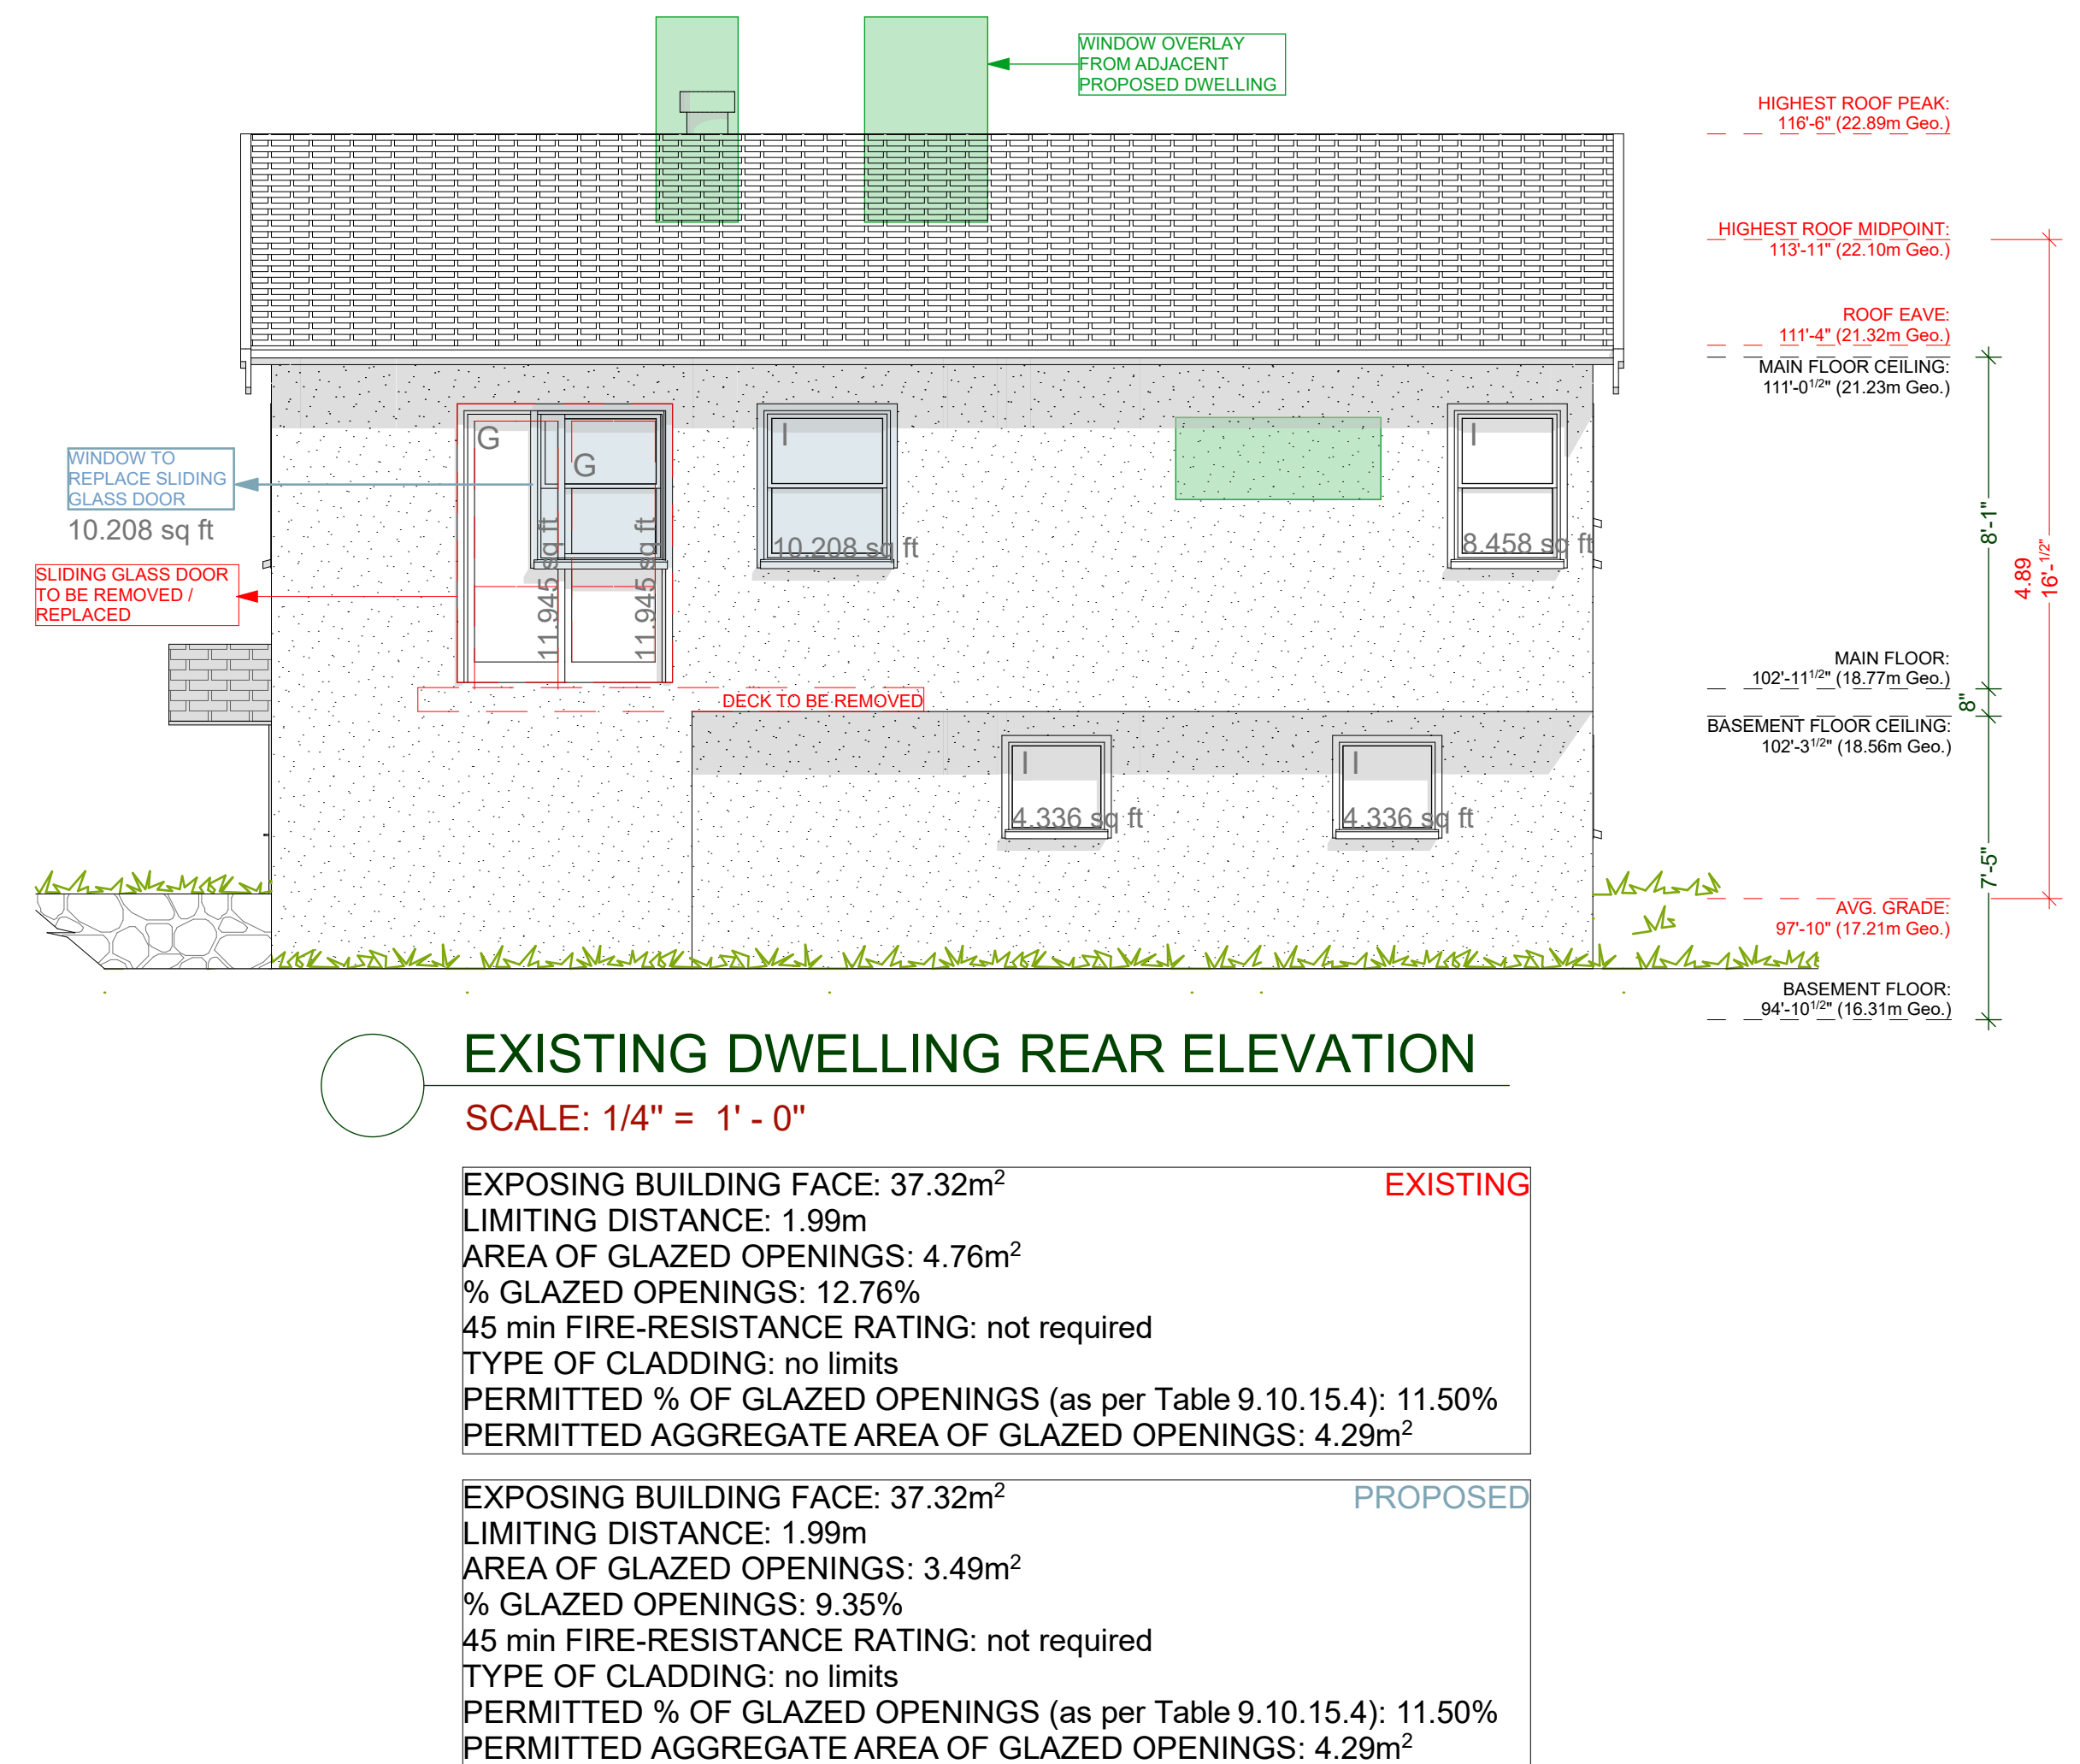 WINDOW OVERLAY
FROM ADJACENT
PROPOSED DWELLING
HIGHEST ROOF PEAK:
116'-6" (22.89m Geo.)
HIGHEST ROOF MIDPOINT:
113'-11" (22.10m Geo.)
ROOF EAVE:
111'-4" (21.32m Geo.)
MAIN FLOOR CEILING:
111'-0 1/2" (21.23m Geo.)
WINDOW TO
REPLACE SLIDING
GLASS DOOR
10.208 sq ft
SLIDING GLASS DOOR
TO BE REMOVED /
REPLACED
G
G
11.945 sq ft
11.945 sq ft
I
10.208 sq ft
I
8.458 sq ft
8'-1"
4.89
16'-1/2"
MAIN FLOOR:
102'-11 1/2" (18.77m Geo.)
8"
DECK TO BE REMOVED
BASEMENT FLOOR CEILING:
102'-3 1/2" (18.56m Geo.)
I
4.336 sq ft
I
4.336 sq ft
7'-5"
AVG. GRADE:
97'-10" (17.21m Geo.)
BASEMENT FLOOR:
94'-10 1/2" (16.31m Geo.)
EXISTING DWELLING REAR ELEVATION
SCALE: 1/4" = 1' - 0"
EXPOSING BUILDING FACE: 37.32m² EXISTING
LIMITING DISTANCE: 1.99m
AREA OF GLAZED OPENINGS: 4.76m²
% GLAZED OPENINGS: 12.76%
45 min FIRE-RESISTANCE RATING: not required
TYPE OF CLADDING: no limits
PERMITTED % OF GLAZED OPENINGS (as per Table 9.10.15.4): 11.50%
PERMITTED AGGREGATE AREA OF GLAZED OPENINGS: 4.29m²
EXPOSING BUILDING FACE: 37.32m² PROPOSED
LIMITING DISTANCE: 1.99m
AREA OF GLAZED OPENINGS: 3.49m²
% GLAZED OPENINGS: 9.35%
45 min FIRE-RESISTANCE RATING: not required
TYPE OF CLADDING: no limits
PERMITTED % OF GLAZED OPENINGS (as per Table 9.10.15.4): 11.50%
PERMITTED AGGREGATE AREA OF GLAZED OPENINGS: 4.29m²